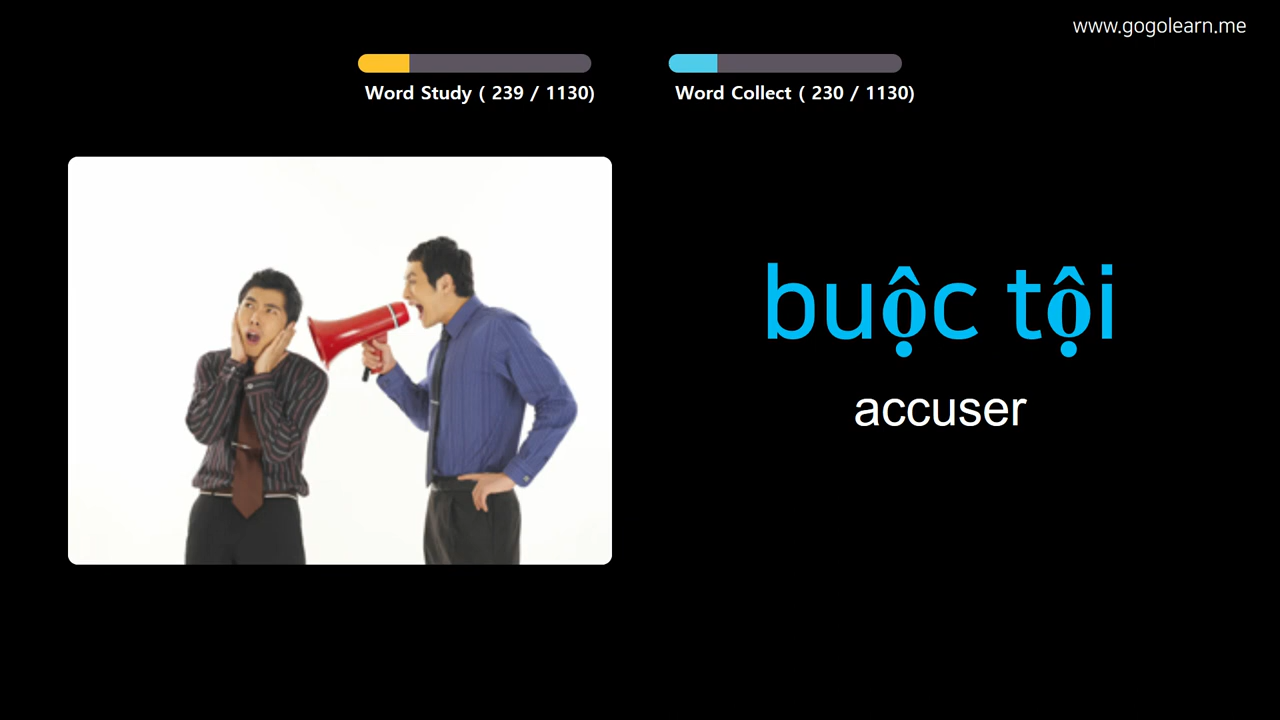 www.gogolearn.me
Word Study ( 239 / 1130)
Word Collect ( 230 / 1130)
buộc tội
accuser